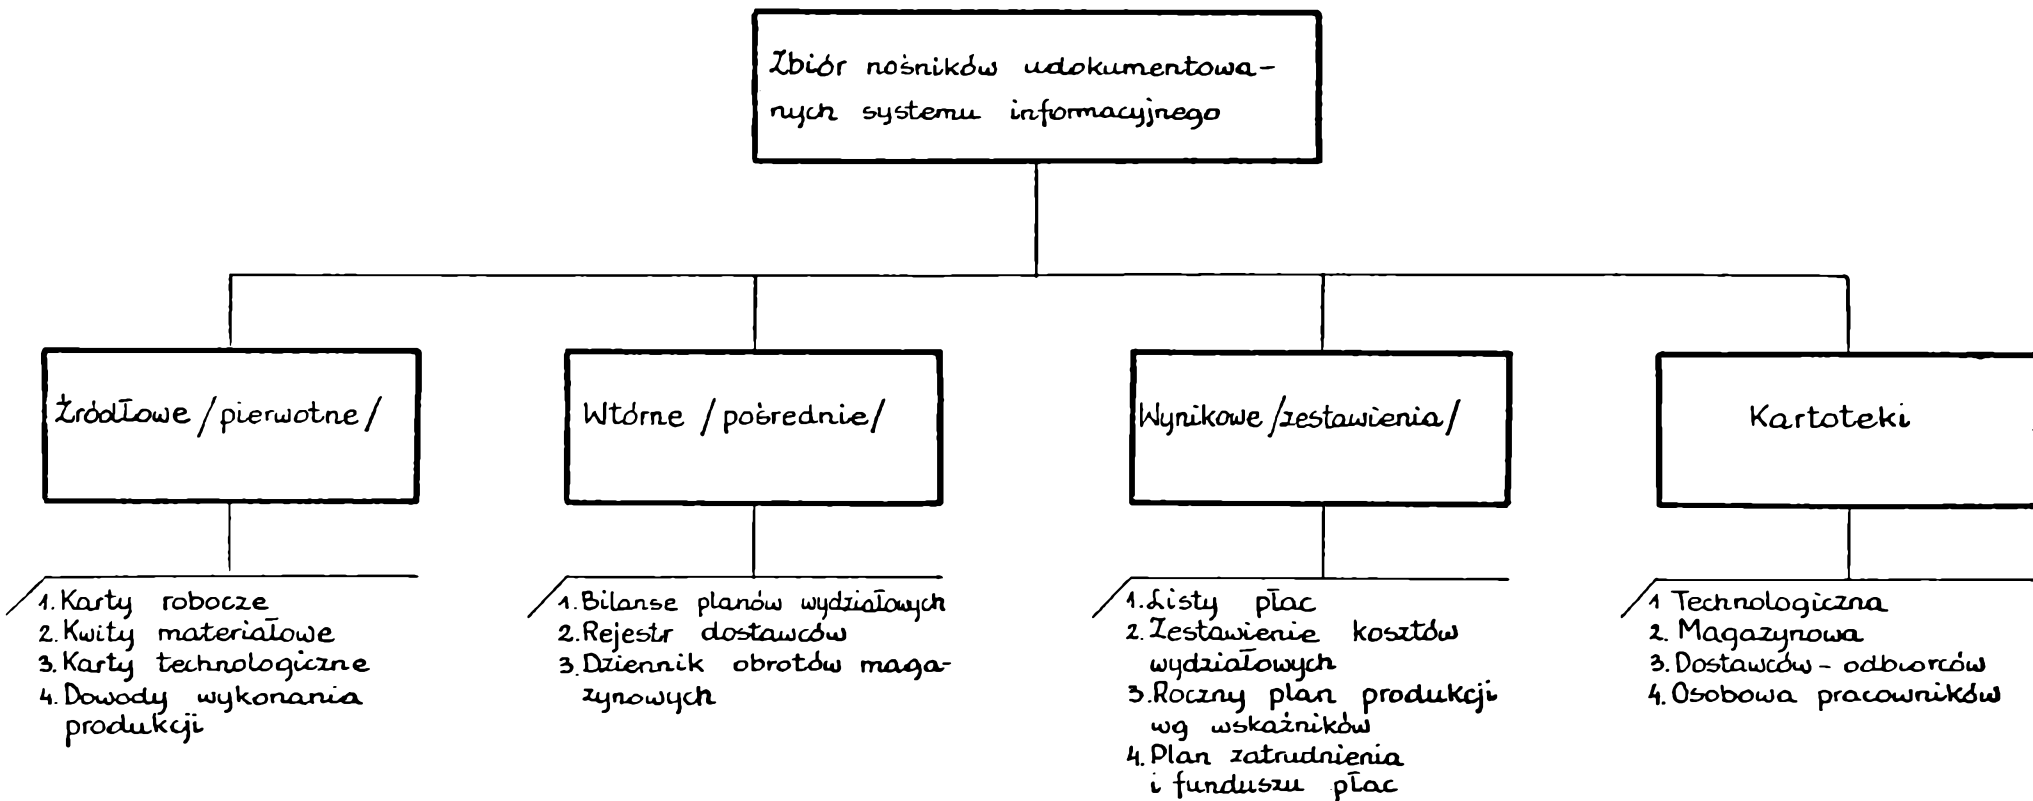 Zbiór nośników udokumentowa-
nych systemu informacyjnego
Źródłowe /pierwotne/
Wtórne /pośrednie/
Wynikowe /zestawienia/
Kartoteki
1. Karty robocze
2. Kwity materiałowe
3. Karty technologiczne
4. Dowody wykonania
produkcji
1. Bilanse planów wydziałowych
2. Rejestr dostawców
3. Dziennik obrotów maga-
zynowych
1. Listy płac
2. Zestawienie kosztów
wydziałowych
3. Roczny plan produkcji
wg wskaźników
4. Plan zatrudnienia
i funduszu płac
1 Technologiczna
2. Magazynowa
3. Dostawców-odbiorców
4. Osobowa pracowników